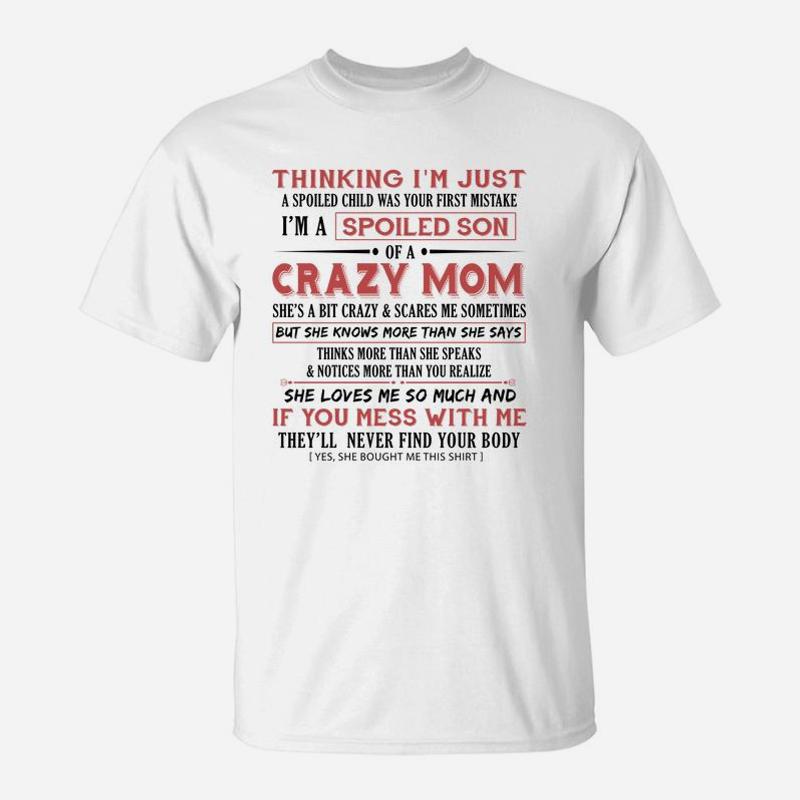 THINKING I'M JUST
A SPOILED CHILD WAS YOUR FIRST MISTAKE
I'M A SPOILED SON
OF A
CRAZY MOM
SHE'S A BIT CRAZY & SCARES ME SOMETIMES
BUT SHE KNOWS MORE THAN SHE SAYS
THINKS MORE THAN SHE SPEAKS
& NOTICES MORE THAN YOU REALIZE
SHE LOVES ME SO MUCH AND
IF YOU MESS WITH ME
THEY'LL NEVER FIND YOUR BODY
[ YES, SHE BOUGHT ME THIS SHIRT ]